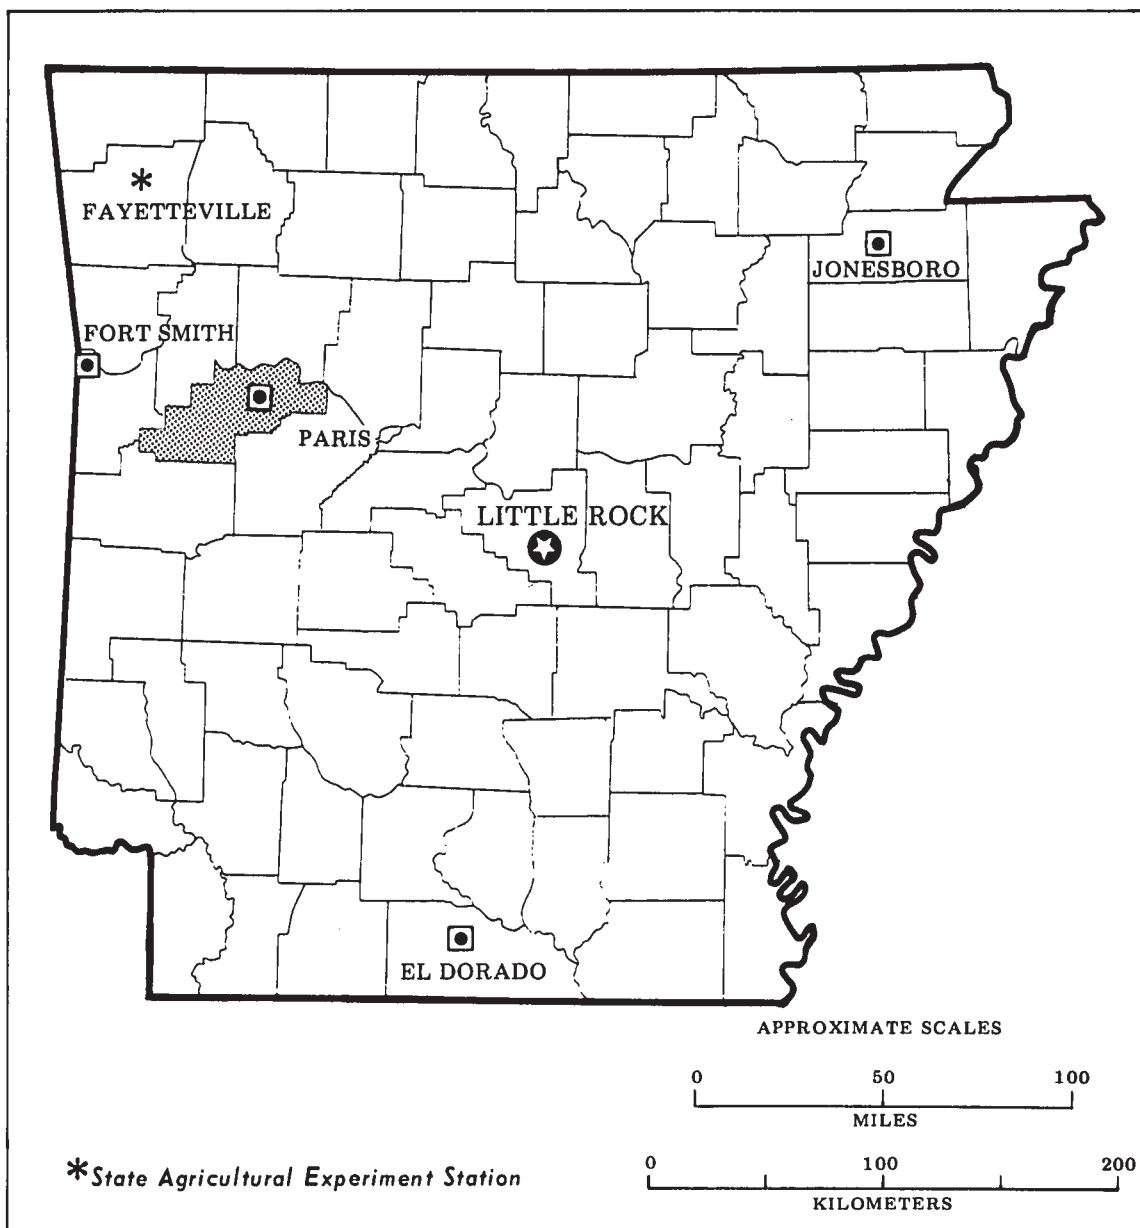 *
FAYETTEVILLE
JONESBORO
FORT SMITH
PARIS
LITTLE ROCK
EL DORADO
APPROXIMATE SCALES
0 50 100
MILES
*State Agricultural Experiment Station
0 100 200
KILOMETERS